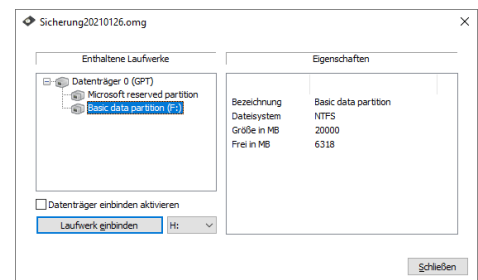 Sicherung20210126.omg
Enthaltene Laufwerke
Datenträger 0 (GPT)
Microsoft reserved partition
Basic data partition (F:)
Datenträger einbinden aktivieren
Laufwerk einbinden
H:
Eigenschaften
Bezeichnung Basic data partition
Dateisystem NTFS
Größe in MB 20000
Frei in MB 6318
Schließen